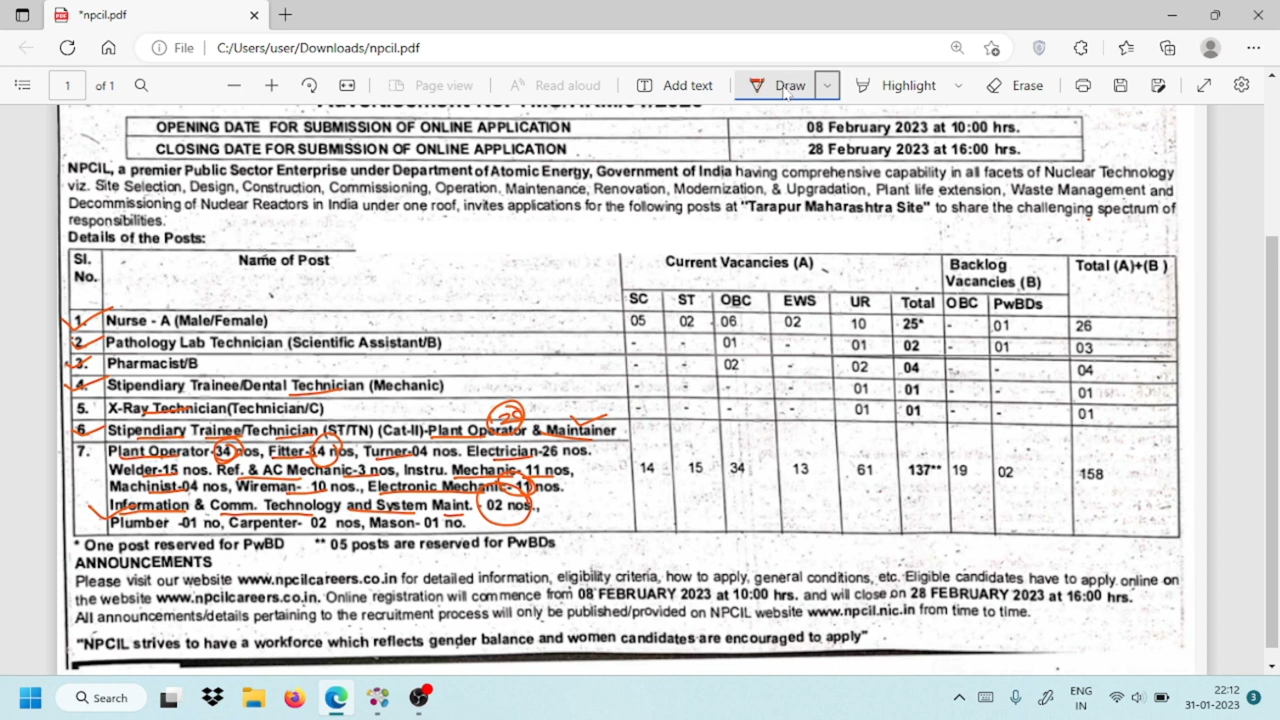 *npcil.pdf
File C:/Users/user/Downloads/npcil.pdf
1 of 1 Page view Read aloud Add text Draw Highlight Erase
OPENING DATE FOR SUBMISSION OF ONLINE APPLICATION 08 February 2023 at 10:00 hrs.
CLOSING DATE FOR SUBMISSION OF ONLINE APPLICATION 28 February 2023 at 16:00 hrs.
NPCIL, a premier Public Sector Enterprise under Department of Atomic Energy, Government of India having comprehensive capability in all facets of Nuclear Technology
viz. Site Selection, Design, Construction, Commissioning, Operation, Maintenance, Renovation, Modernization, & Upgradation, Plant life extension, Waste Management and
Decommissioning of Nuclear Reactors in India under one roof, invites applications for the following posts at "Tarapur Maharashtra Site" to share the challenging spectrum of
responsibilities.
Details of the Posts:
Sl. No. Name of Post Current Vacancies (A) Backlog Vacancies (B) Total (A)+(B )
SC ST OBC EWS UR Total OBC PwBDs
1. Nurse - A (Male/Female) 05 02 06 02 10 25* - 01 26
2. Pathology Lab Technician (Scientific Assistant/B) - - 01 - 01 02 - 01 03
3. Pharmacist/B - - 02 - 02 04 - - 04
4. Stipendiary Trainee/Dental Technician (Mechanic) - - - - 01 01 - - 01
5. X-Ray Technician(Technician/C) - - - - 01 01 - - 01
6 Stipendiary Trainee/Technician (ST/TN) (Cat-II)-Plant Operator & Maintainer
7. Plant Operator-34 nos, Fitter-34 nos, Turner-04 nos. Electrician-26 nos.
Welder-15 nos. Ref. & AC Mechanic-3 nos, Instru. Mechanic- 11 nos, 14 15 34 13 61 137** 19 02 158
Machinist-04 nos, Wireman- 10 nos., Electronic Mechanic- 11 nos.
Information & Comm. Technology and System Maint. - 02 nos.,
Plumber -01 no, Carpenter- 02 nos, Mason- 01 no.
* One post reserved for PwBD ** 05 posts are reserved for PwBDs
ANNOUNCEMENTS
Please visit our website www.npcilcareers.co.in for detailed information, eligibility criteria, how to apply, general conditions, etc. Eligible candidates have to apply online on
the website www.npcilcareers.co.in. Online registration will commence from 08 FEBRUARY 2023 at 10:00 hrs. and will close on 28 FEBRUARY 2023 at 16:00 hrs.
All announcements/details pertaining to the recruitment process will only be published/provided on NPCIL website www.npcil.nic.in from time to time.
"NPCIL strives to have a workforce which reflects gender balance and women candidates are encouraged to apply"
Search ENG IN 22:12 31-01-2023 3